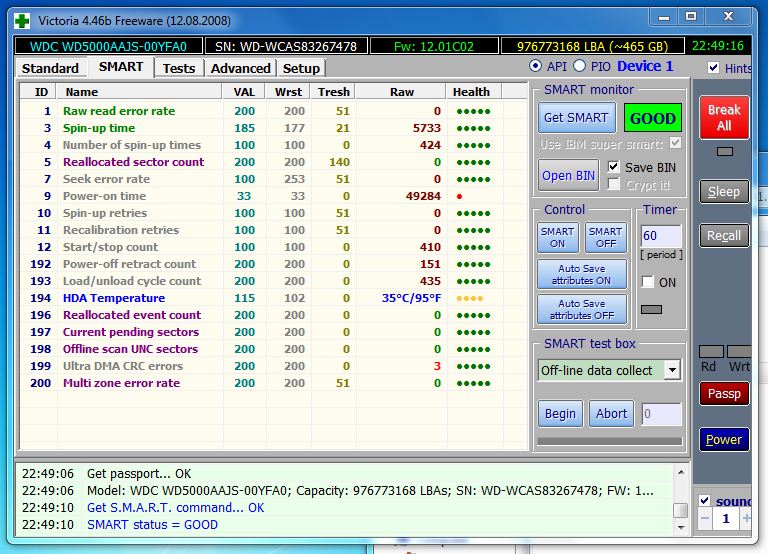 Victoria 4.46b Freeware (12.08.2008)
WDC WD5000AAJS-00YFA0 SN: WD-WCAS83267478 Fw: 12.01C02 976773168 LBA (~465 GB) 22:49:16
Standard SMART Tests Advanced Setup API PIO Device 1 Hints
ID Name VAL Wrst Tresh Raw Health
1 Raw read error rate 200 200 51 0
3 Spin-up time 185 177 21 5733
4 Number of spin-up times 100 100 0 424
5 Reallocated sector count 200 200 140 0
7 Seek error rate 100 253 51 0
9 Power-on time 33 33 0 49284
10 Spin-up retries 100 100 51 0
11 Recalibration retries 100 100 51 0
12 Start/stop count 100 100 0 410
192 Power-off retract count 200 200 0 151
193 Load/unload cycle count 200 200 0 435
194 HDA Temperature 115 102 0 35°C/95°F
196 Reallocated event count 200 200 0 0
197 Current pending sectors 200 200 0 0
198 Offline scan UNC sectors 200 200 0 0
199 Ultra DMA CRC errors 200 200 0 3
200 Multi zone error rate 200 200 51 0
SMART monitor
Get SMART GOOD
Use IBM super smart:
Open BIN Save BIN
Crypt it!
Control
SMART ON
SMART OFF
Auto Save attributes ON
Auto Save attributes OFF
Timer
60
[ period ]
ON
SMART test box
Off-line data collect
Begin Abort 0
Break All
Sleep
Recall
Rd Wrt
Passp
Power
sound
1
22:49:06 Get passport... OK
22:49:06 Model: WDC WD5000AAJS-00YFA0; Capacity: 976773168 LBAs; SN: WD-WCAS83267478; FW: 1...
22:49:10 Get S.M.A.R.T. command... OK
22:49:10 SMART status = GOOD